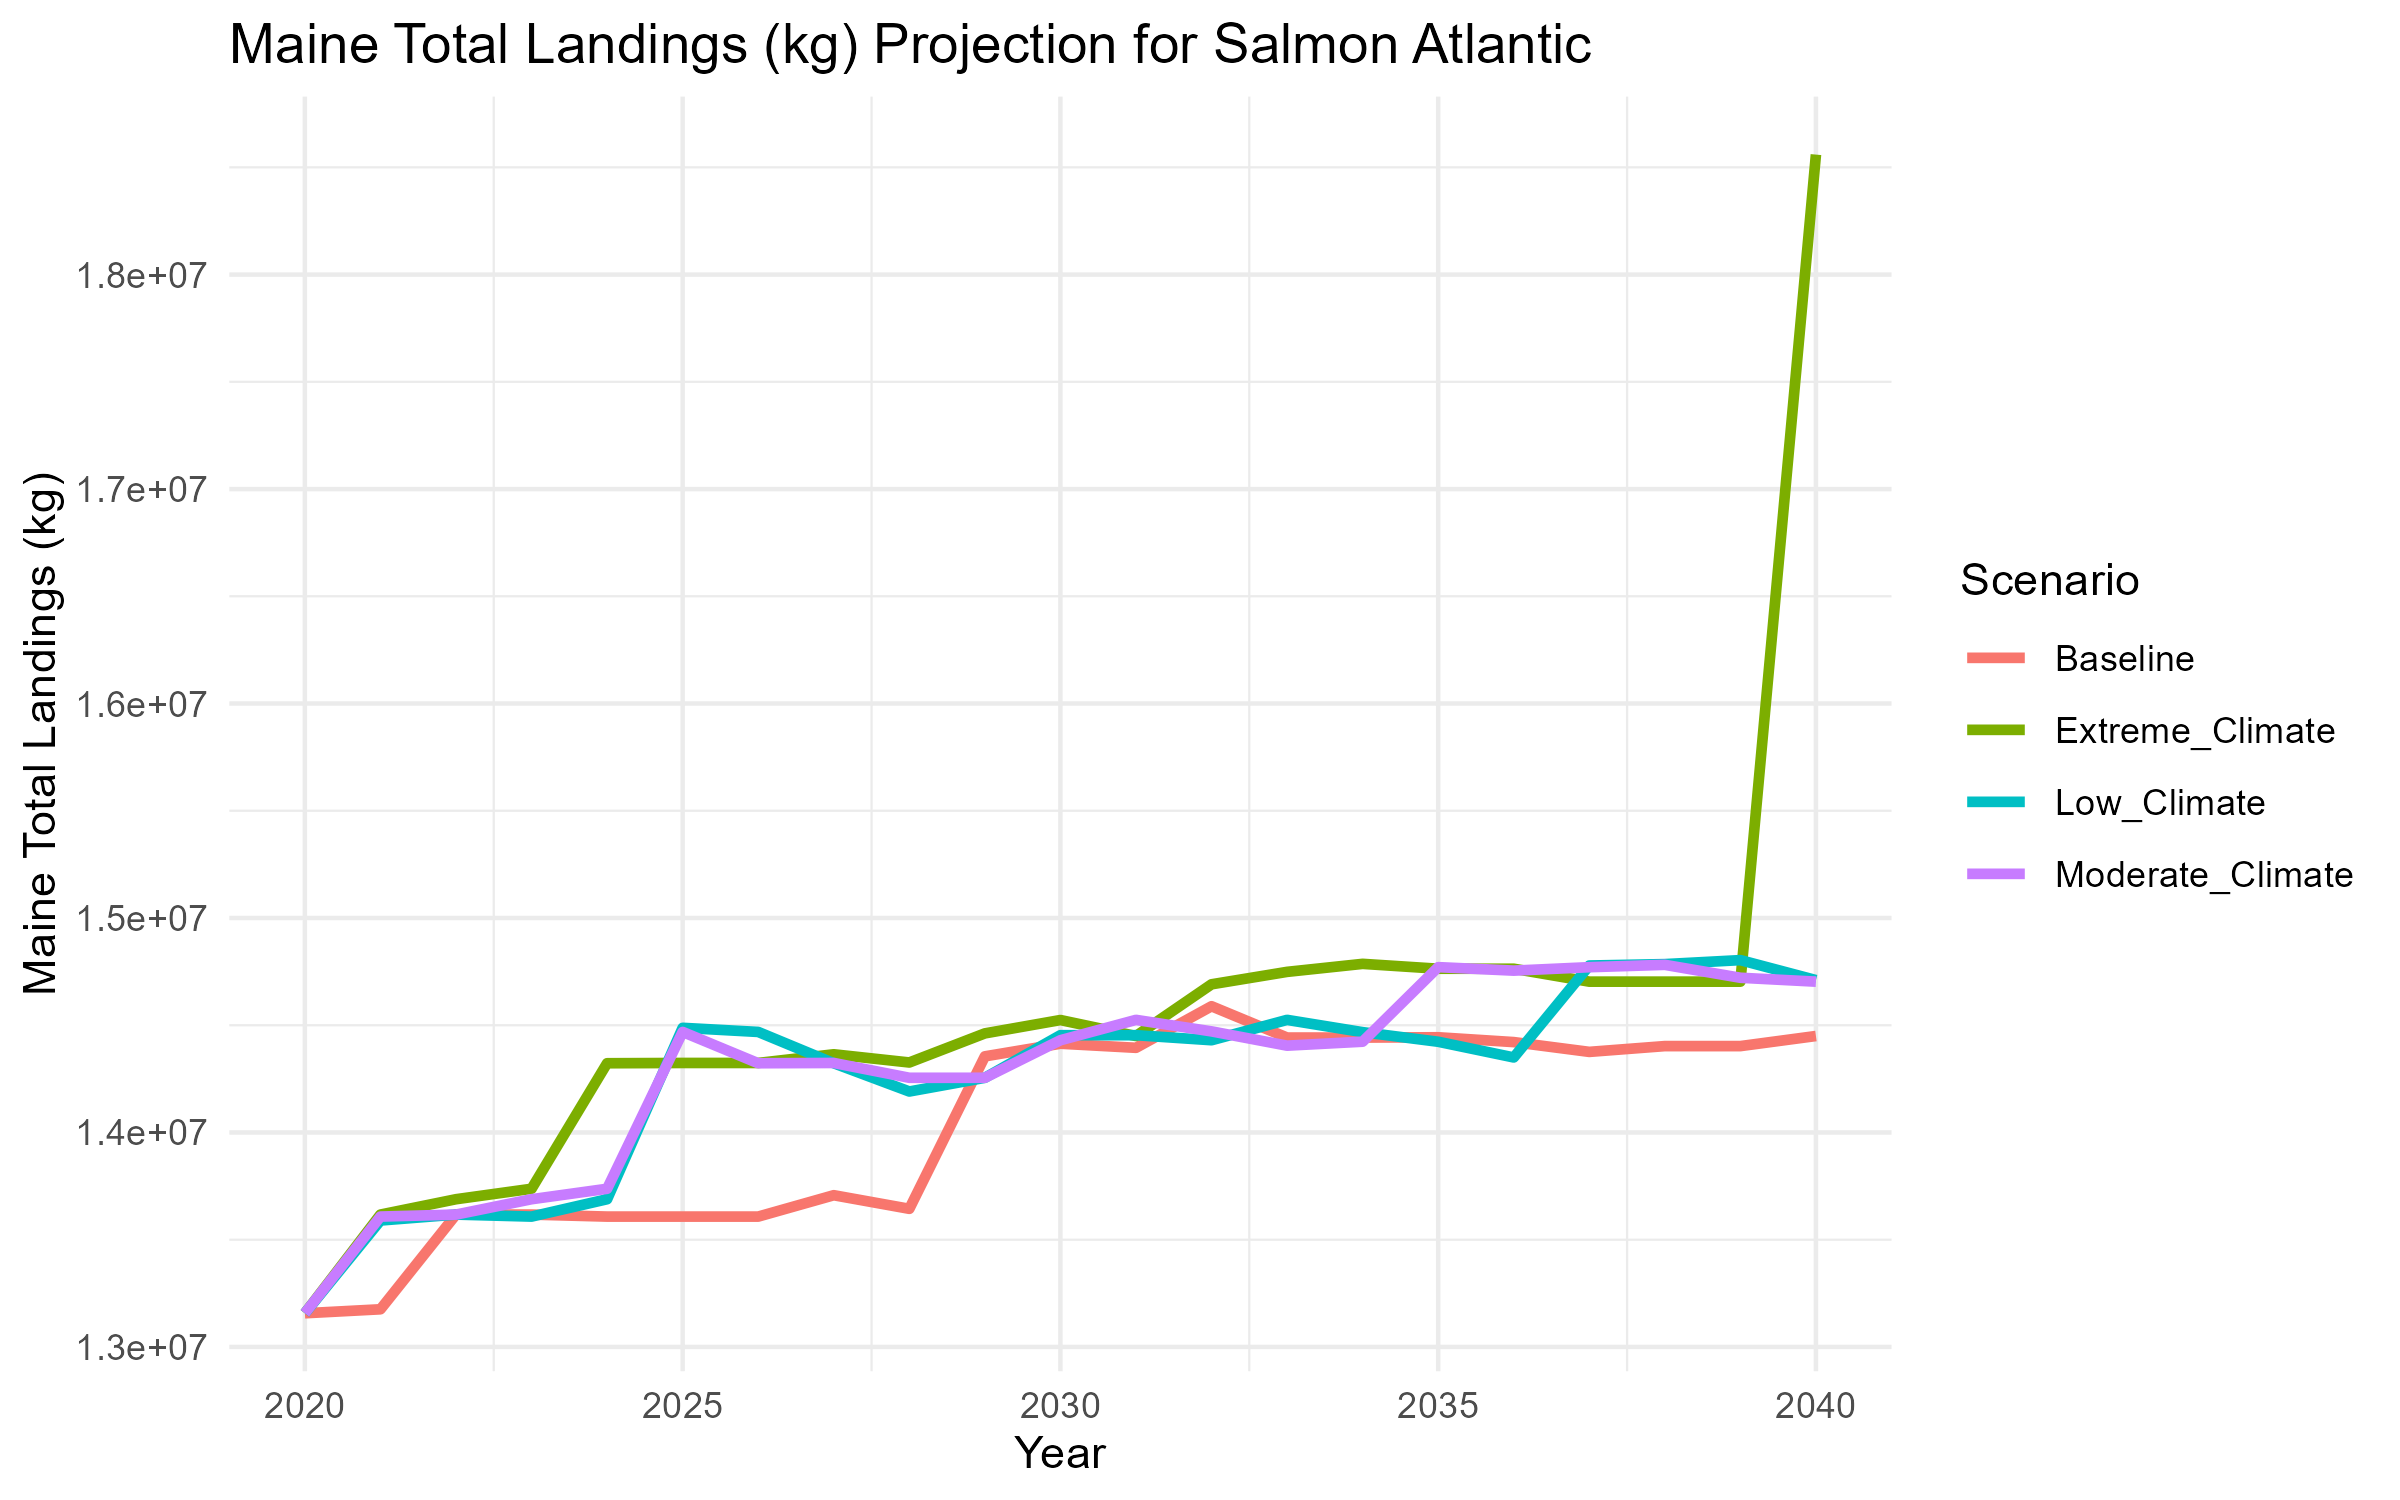 Maine Total Landings (kg) Projection for Salmon Atlantic
Maine Total Landings (kg)
1.8e+07
1.7e+07
1.6e+07
1.5e+07
1.4e+07
1.3e+07
2020
2025
2030
2035
2040
Year
Scenario
Baseline
Extreme_Climate
Low_Climate
Moderate_Climate